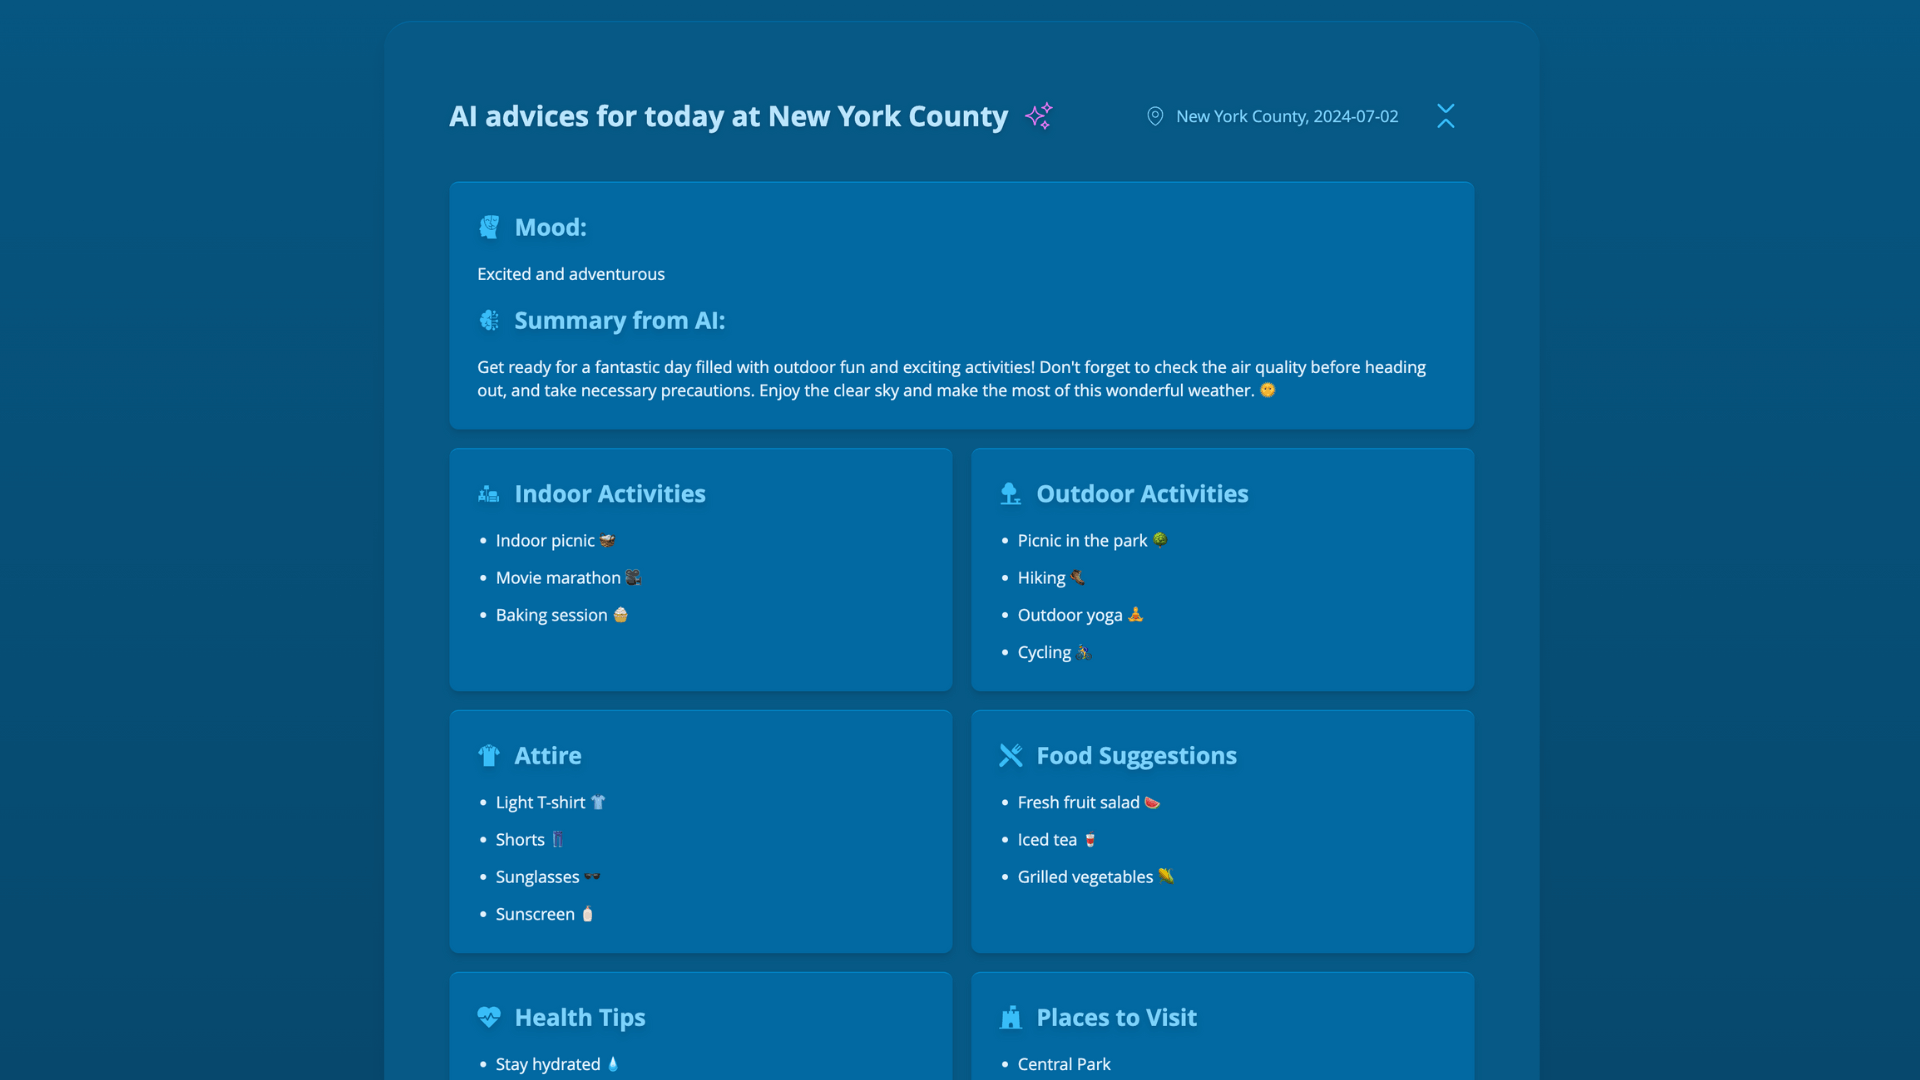 AI advices for today at New York County
New York County, 2024-07-02
Mood:
Excited and adventurous
Summary from AI:
Get ready for a fantastic day filled with outdoor fun and exciting activities! Don't forget to check the air quality before heading
out, and take necessary precautions. Enjoy the clear sky and make the most of this wonderful weather. 🌞
Indoor Activities
• Indoor picnic 🧺
• Movie marathon 🎥
• Baking session 🧁
Outdoor Activities
• Picnic in the park 🌳
• Hiking 🥾
• Outdoor yoga 🧘
• Cycling 🚴
Attire
• Light T-shirt 👕
• Shorts 👖
• Sunglasses 🕶️
• Sunscreen 🧴
Food Suggestions
• Fresh fruit salad 🍉
• Iced tea 🥤
• Grilled vegetables 🌽
Health Tips
• Stay hydrated 💧
Places to Visit
• Central Park